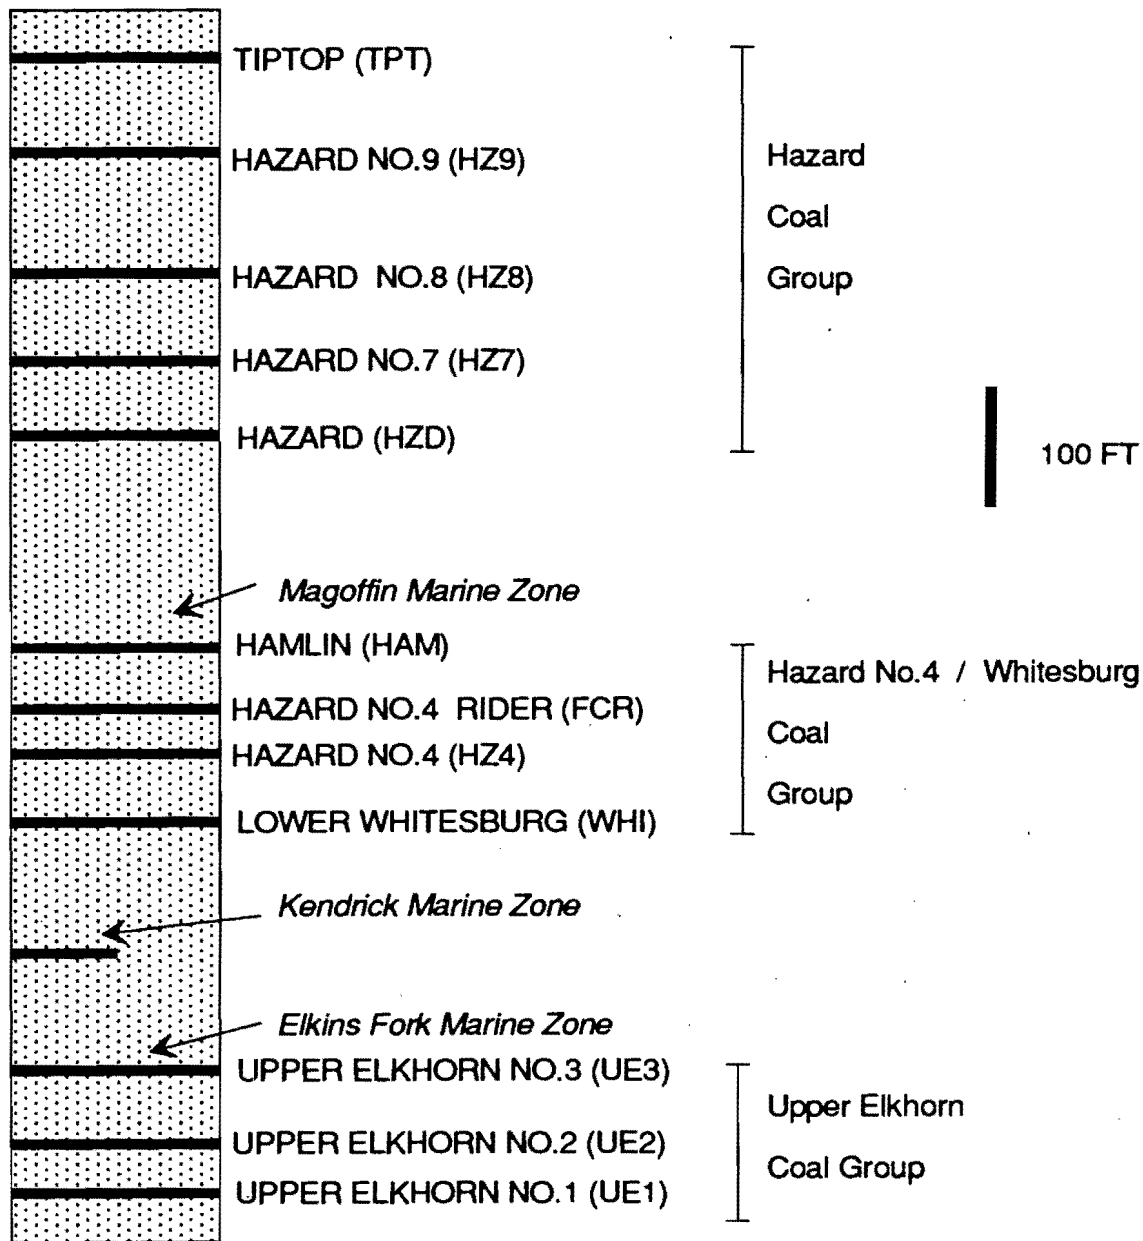 TIPTOP (TPT)
HAZARD NO.9 (HZ9)
HAZARD NO.8 (HZ8)
HAZARD NO.7 (HZ7)
HAZARD (HZD)
Hazard
Coal
Group
100 FT
Magoffin Marine Zone
HAMLIN (HAM)
HAZARD NO.4 RIDER (FCR)
HAZARD NO.4 (HZ4)
LOWER WHITESBURG (WHI)
Hazard No.4 / Whitesburg
Coal
Group
Kendrick Marine Zone
Elkins Fork Marine Zone
UPPER ELKHORN NO.3 (UE3)
UPPER ELKHORN NO.2 (UE2)
UPPER ELKHORN NO.1 (UE1)
Upper Elkhorn
Coal Group